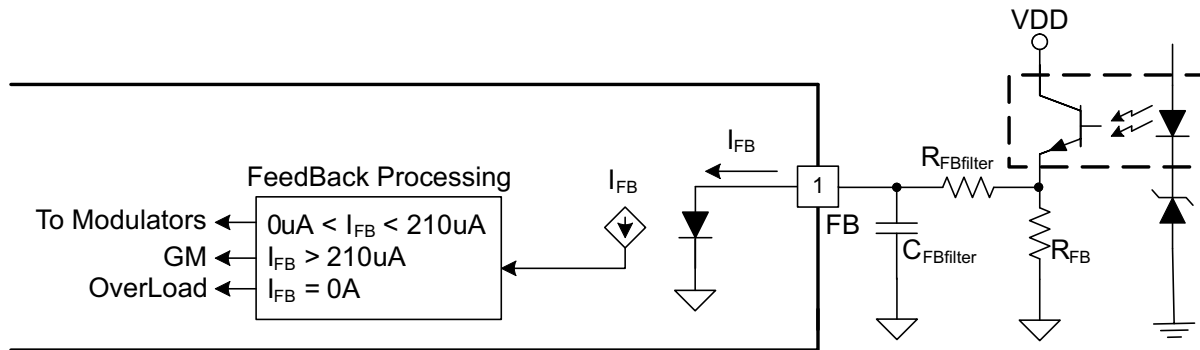 VDD
I_FB
R_FBfilter
FeedBack Processing
I_FB
1
FB
To Modulators
0uA < I_FB < 210uA
GM
I_FB > 210uA
OverLoad
I_FB = 0A
C_FBfilter
R_FB